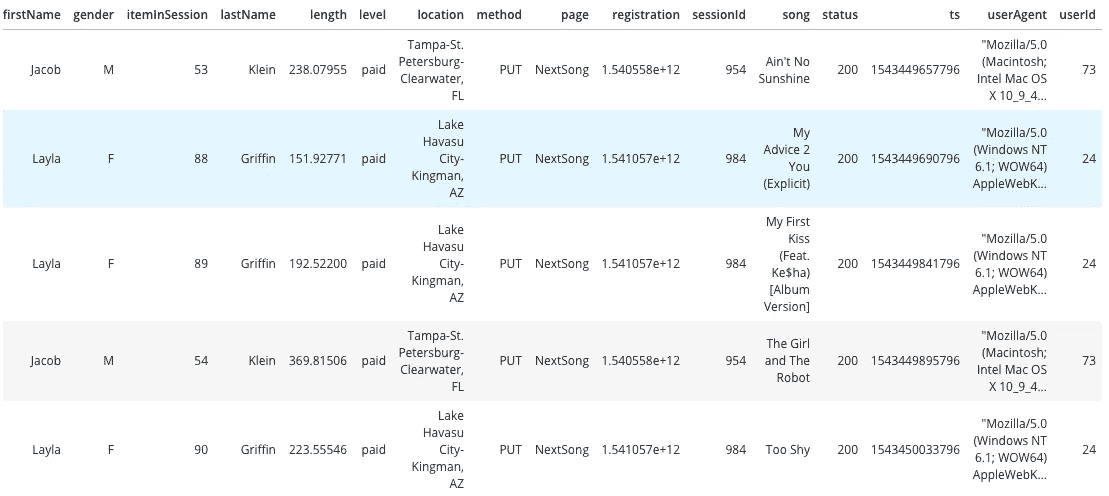 firstName gender itemInSession lastName length level location method page registration sessionId song status ts userAgent userId
Jacob M 53 Klein 238.07955 paid
Tampa-St.
Petersburg-
Clearwater,
FL
PUT NextSong 1.540558e+12 954
Ain't No
Sunshine
200 1543449657796
"Mozilla/5.0
(Macintosh;
Intel Mac OS
X 10_9_4...
73
Layla F 88 Griffin 151.92771 paid
Lake
Havasu
City-
Kingman,
AZ
PUT NextSong 1.541057e+12 984
My
Advice 2
You
(Explicit)
200 1543449690796
"Mozilla/5.0
(Windows NT
6.1; WOW64)
AppleWebK...
24
Layla F 89 Griffin 192.52200 paid
Lake
Havasu
City-
Kingman,
AZ
PUT NextSong 1.541057e+12 984
My First
Kiss
(Feat.
Ke$ha)
[Album
Version]
200 1543449841796
"Mozilla/5.0
(Windows NT
6.1; WOW64)
AppleWebK...
24
Jacob M 54 Klein 369.81506 paid
Tampa-St.
Petersburg-
Clearwater,
FL
PUT NextSong 1.540558e+12 954
The Girl
and The
Robot
200 1543449895796
"Mozilla/5.0
(Macintosh;
Intel Mac OS
X 10_9_4...
73
Layla F 90 Griffin 223.55546 paid
Lake
Havasu
City-
Kingman,
AZ
PUT NextSong 1.541057e+12 984
Too Shy
200 1543450033796
"Mozilla/5.0
(Windows NT
6.1; WOW64)
AppleWebK...
24